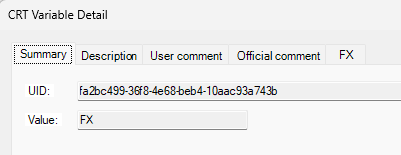 CRT Variable Detail
Summary Description User comment Official comment FX
UID: fa2bc499-36f8-4e68-beb4-10aac93a743b
Value: FX